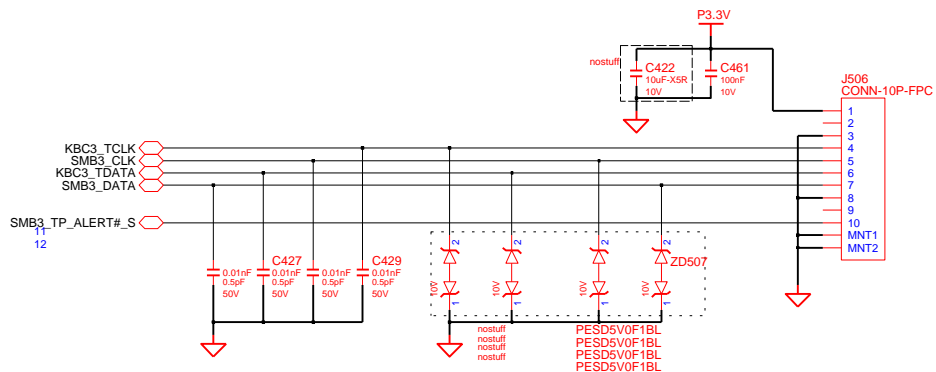 P3.3V
nostuff
C422
10uF-X5R
10V
C461
100nF
10V
J506
CONN-10P-FPC
1
2
3
4
5
6
7
8
9
10
MNT1
MNT2
KBC3_TCLK
SMB3_CLK
KBC3_TDATA
SMB3_DATA
SMB3_TP_ALERT#_S
11
12
0.01nF
0.5pF
50V
C427
0.01nF
0.5pF
50V
0.01nF
0.5pF
50V
C429
0.01nF
0.5pF
50V
2
10V
1
2
10V
1
2
10V
1
2
ZD507
10V
1
nostuff
nostuff
nostuff
nostuff
PESD5V0F1BL
PESD5V0F1BL
PESD5V0F1BL
PESD5V0F1BL